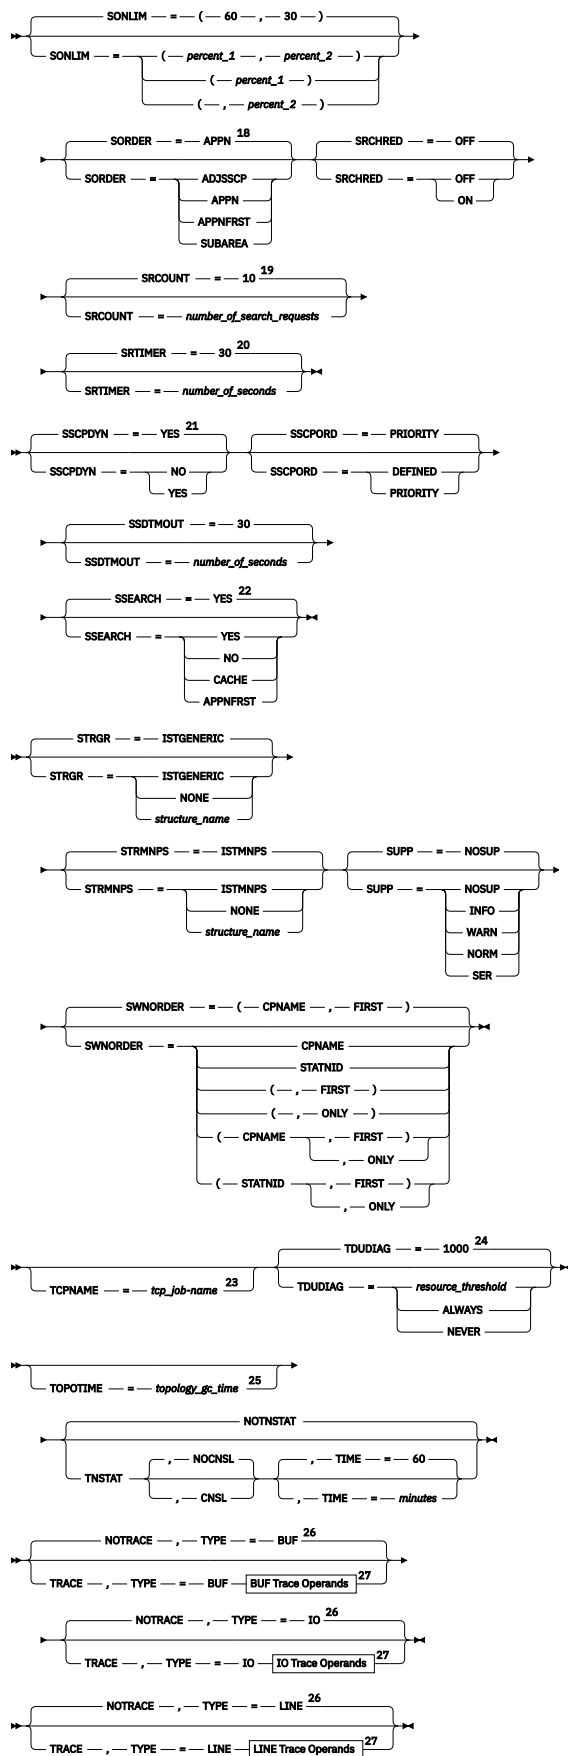 SONLIM = ( 60 , 30 )
SONLIM = ( percent_1 , percent_2 )
( percent_1 )
( , percent_2 )
SORDER = APPN 18 SRCHRED = OFF
SORDER = ADJSSCP SRCHRED = OFF
APPN ON
APPNFRST
SUBAREA
SRCOUNT = 10 19
SRCOUNT = number_of_search_requests
SRTIMER = 30 20
SRTIMER = number_of_seconds
SSCPDYN = YES 21 SSCPORD = PRIORITY
SSCPDYN = NO SSCPORD = DEFINED
YES PRIORITY
SSDTMOUT = 30
SSDTMOUT = number_of_seconds
SSEARCH = YES 22
SSEARCH = YES
NO
CACHE
APPNFRST
STRGR = ISTGENERIC
STRGR = ISTGENERIC
NONE
structure_name
STRMNPS = ISTMNPS SUPP = NOSUP
STRMNPS = ISTMNPS SUPP = NOSUP
NONE INFO
structure_name WARN
NORM
SER
SWNORDER = ( CPNAME , FIRST )
SWNORDER = CPNAME
STATNID
( , FIRST )
( , ONLY )
( CPNAME , FIRST )
, ONLY
( STATNID , FIRST )
, ONLY
TDUDIAG = 1000 24
TCPNAME = tcp_job-name 23 TDUDIAG = resource_threshold
ALWAYS
NEVER
TOPOTIME = topology_gc_time 25
NOTNSTAT
, NOCNSL , TIME = 60
TNSTAT
, CNSL , TIME = minutes
NOTRACE , TYPE = BUF 26
TRACE , TYPE = BUF BUF Trace Operands 27
NOTRACE , TYPE = IO 26
TRACE , TYPE = IO IO Trace Operands 27
NOTRACE , TYPE = LINE 26
TRACE , TYPE = LINE LINE Trace Operands 27